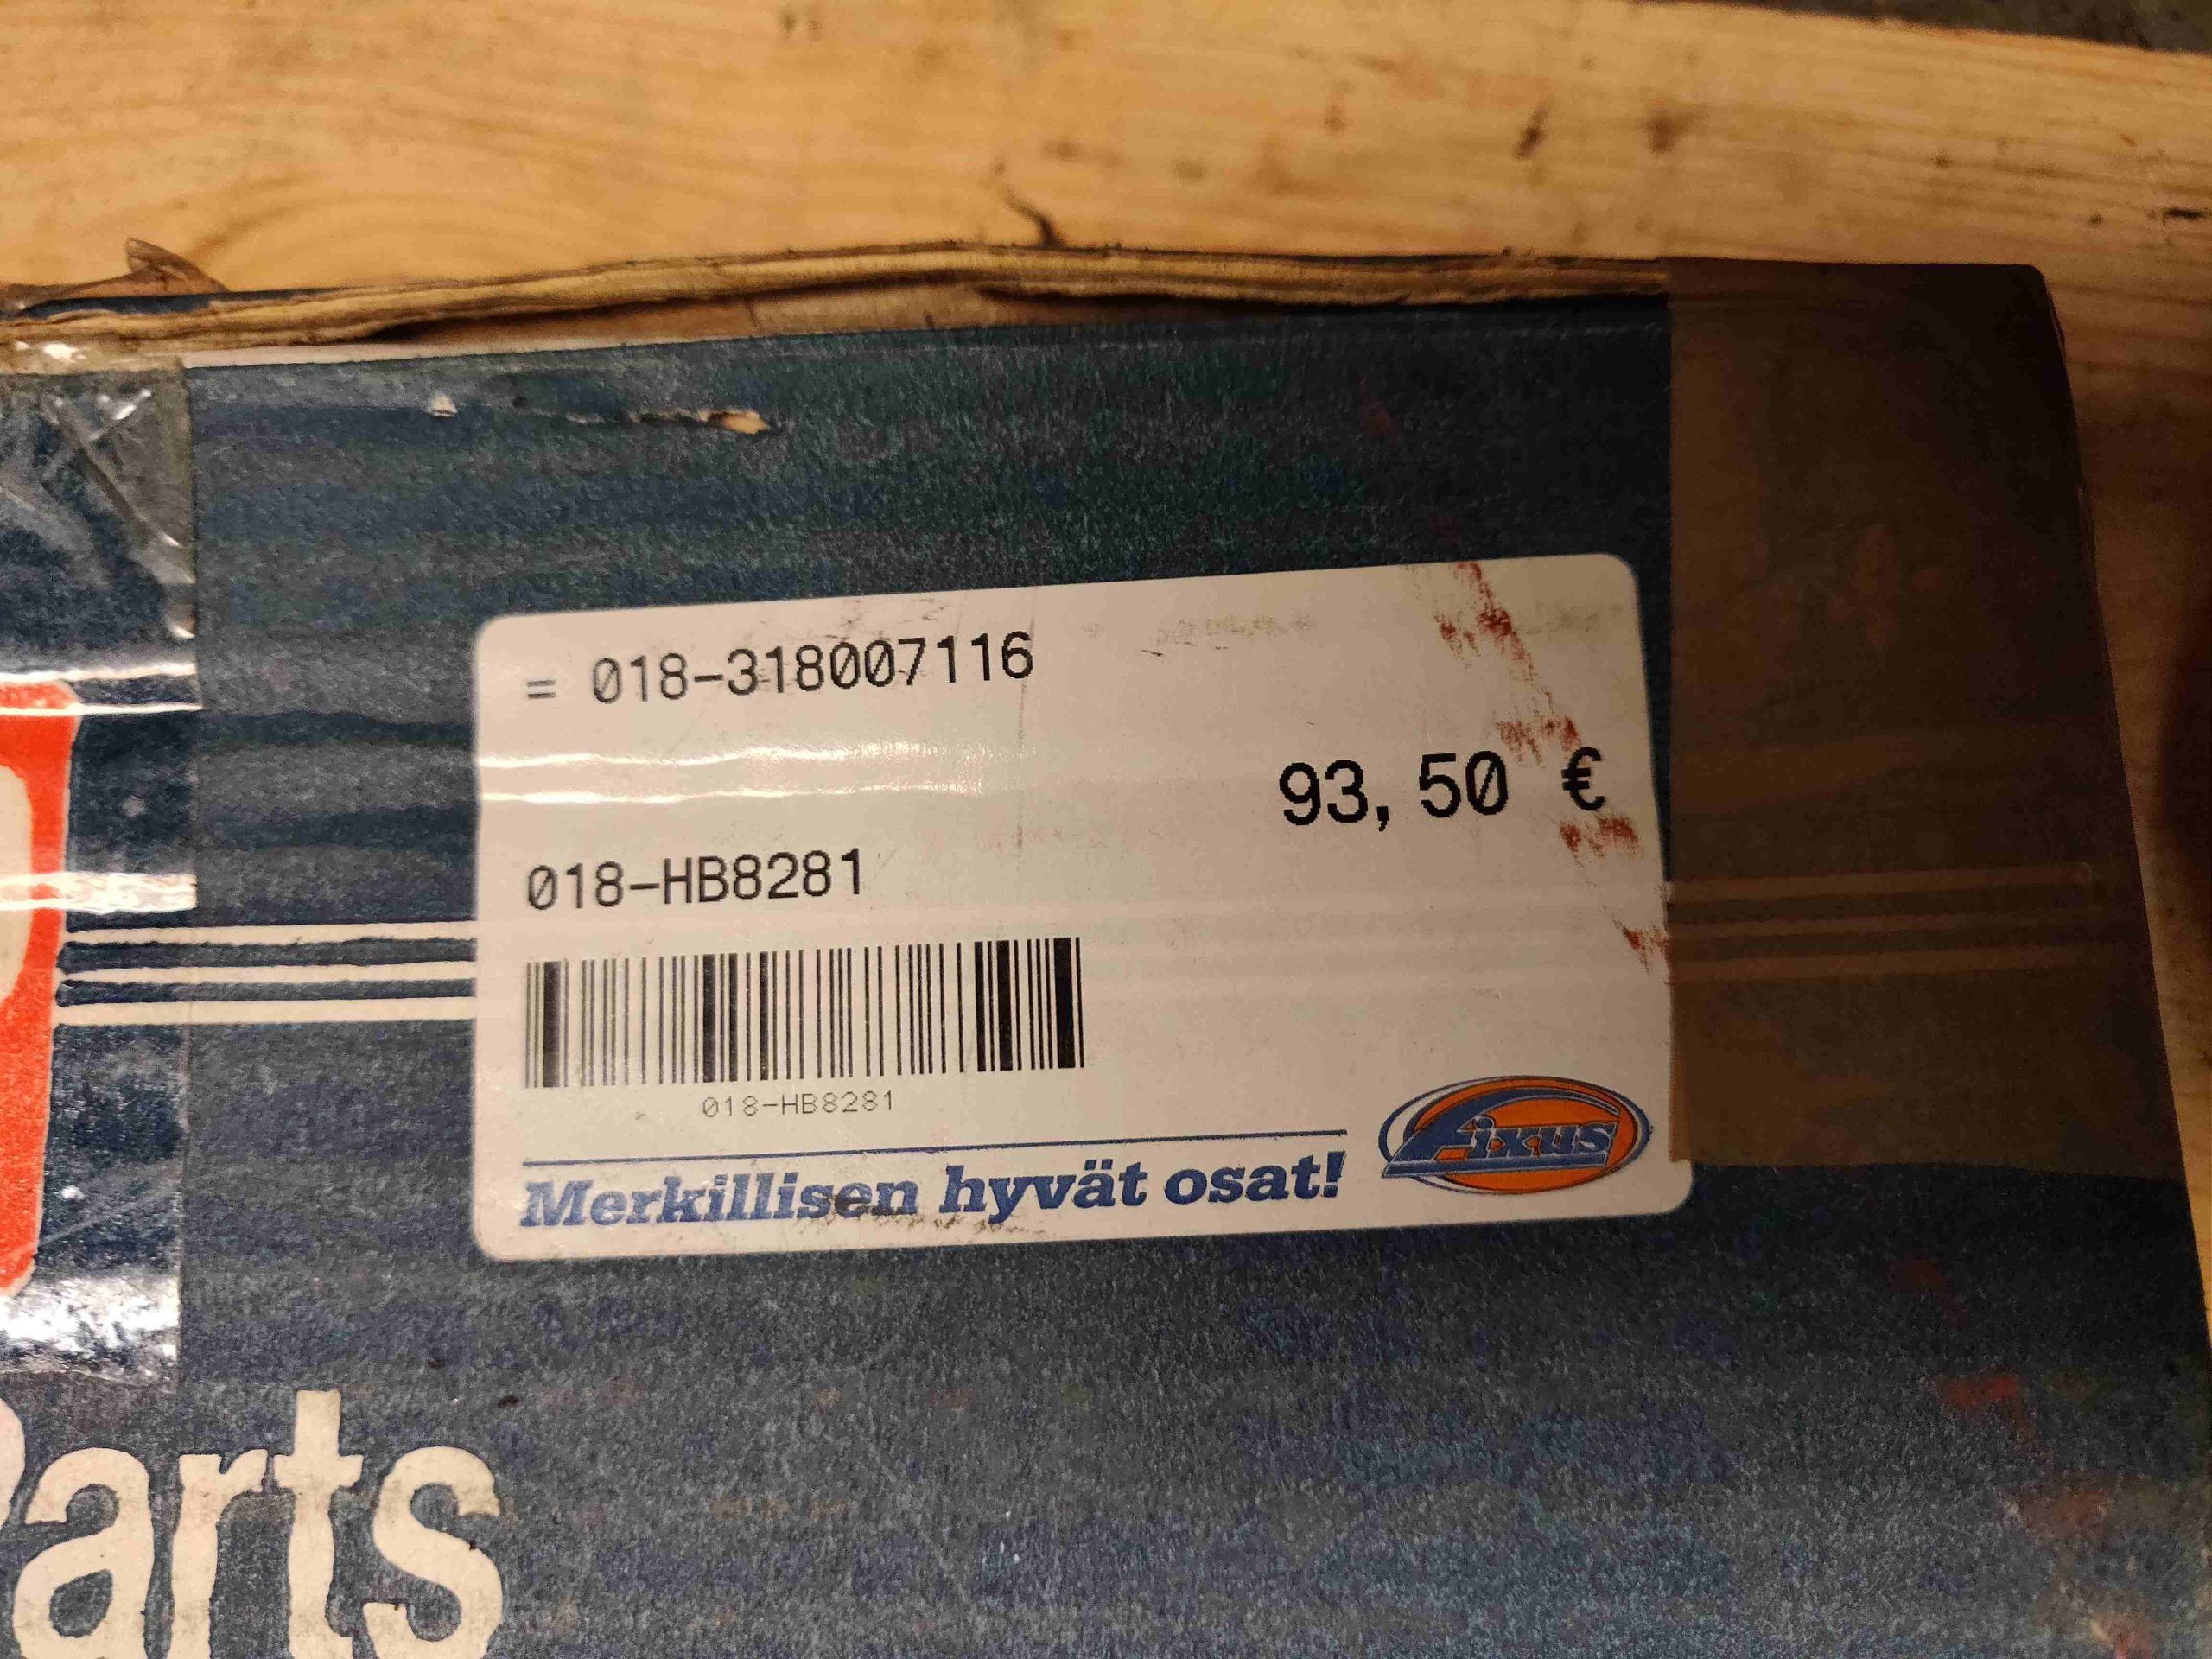 = 018-318007116
93,50 €
018-HB8281
018-HB8281
Merkillisen hyvät osat!
fixus
Parts